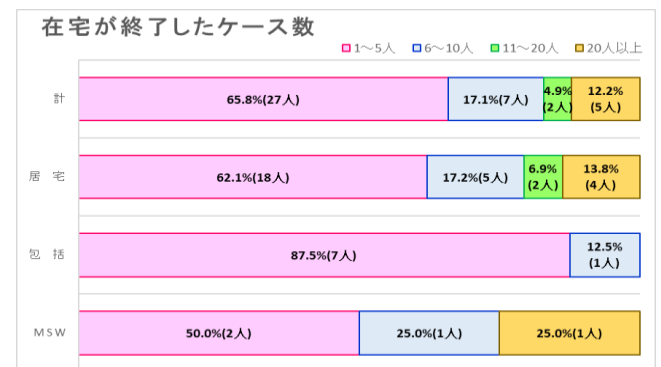 在宅が終了したケース数
1～5人 6～10人 11～20人 20人以上
計 65.8%(27人) 17.1%(7人) 4.9%(2人) 12.2%(5人)
居 宅 62.1%(18人) 17.2%(5人) 6.9%(2人) 13.8%(4人)
包 括 87.5%(7人) 12.5%(1人)
MSW 50.0%(2人) 25.0%(1人) 25.0%(1人)